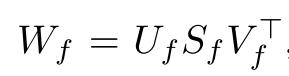 W_f = U_f S_f V_f^⊤,